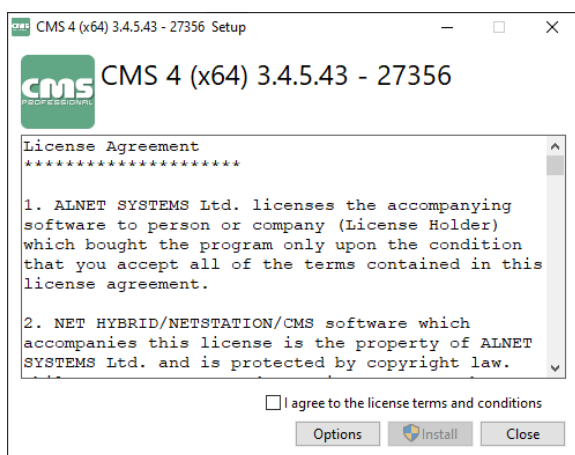 CMS 4 (x64) 3.4.5.43 - 27356 Setup
cms
PROFESSIONAL
CMS 4 (x64) 3.4.5.43 - 27356
License Agreement
*********************
1. ALNET SYSTEMS Ltd. licenses the accompanying
software to person or company (License Holder)
which bought the program only upon the condition
that you accept all of the terms contained in this
license agreement.
2. NET HYBRID/NETSTATION/CMS software which
accompanies this license is the property of ALNET
SYSTEMS Ltd. and is protected by copyright law.
I agree to the license terms and conditions
Options
Install
Close